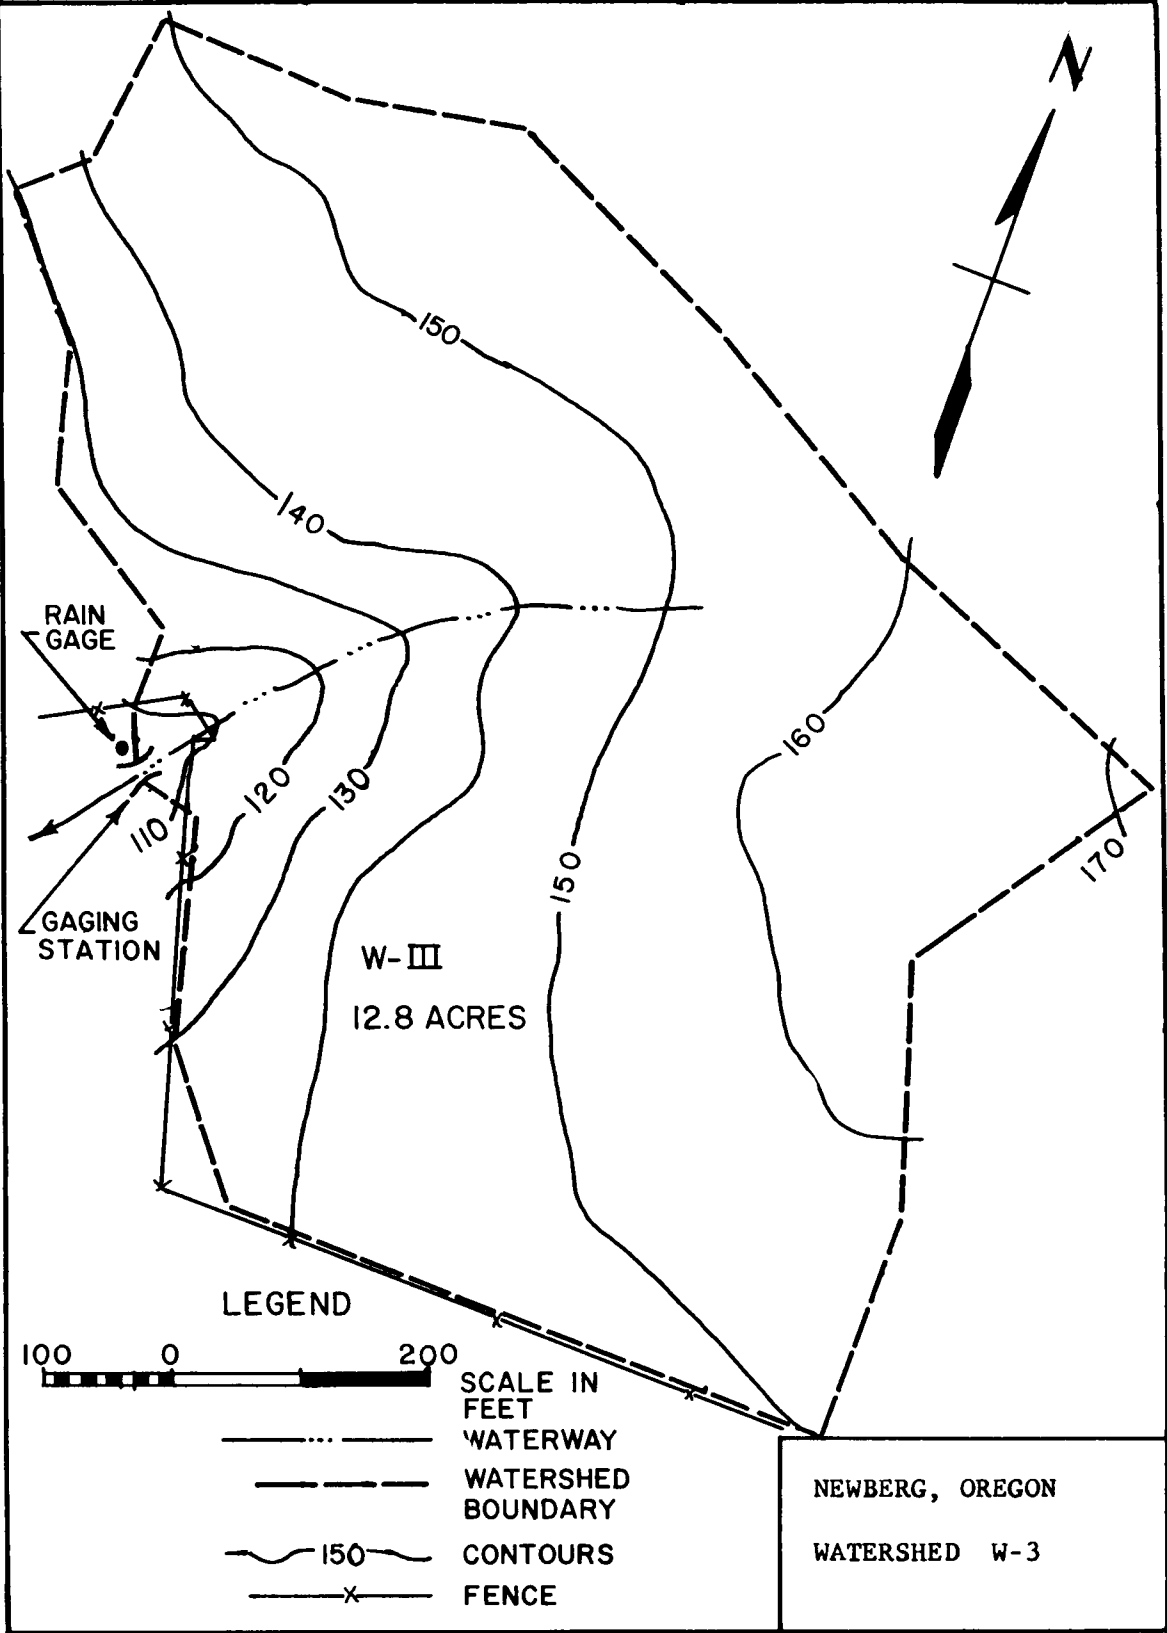 N
150
140
RAIN
GAGE
160
120
130
110
150
170
GAGING
STATION
W-III
12.8 ACRES
LEGEND
100 0 200
SCALE IN
FEET
WATERWAY
WATERSHED
BOUNDARY
150 CONTOURS
FENCE
NEWBERG, OREGON
WATERSHED W-3